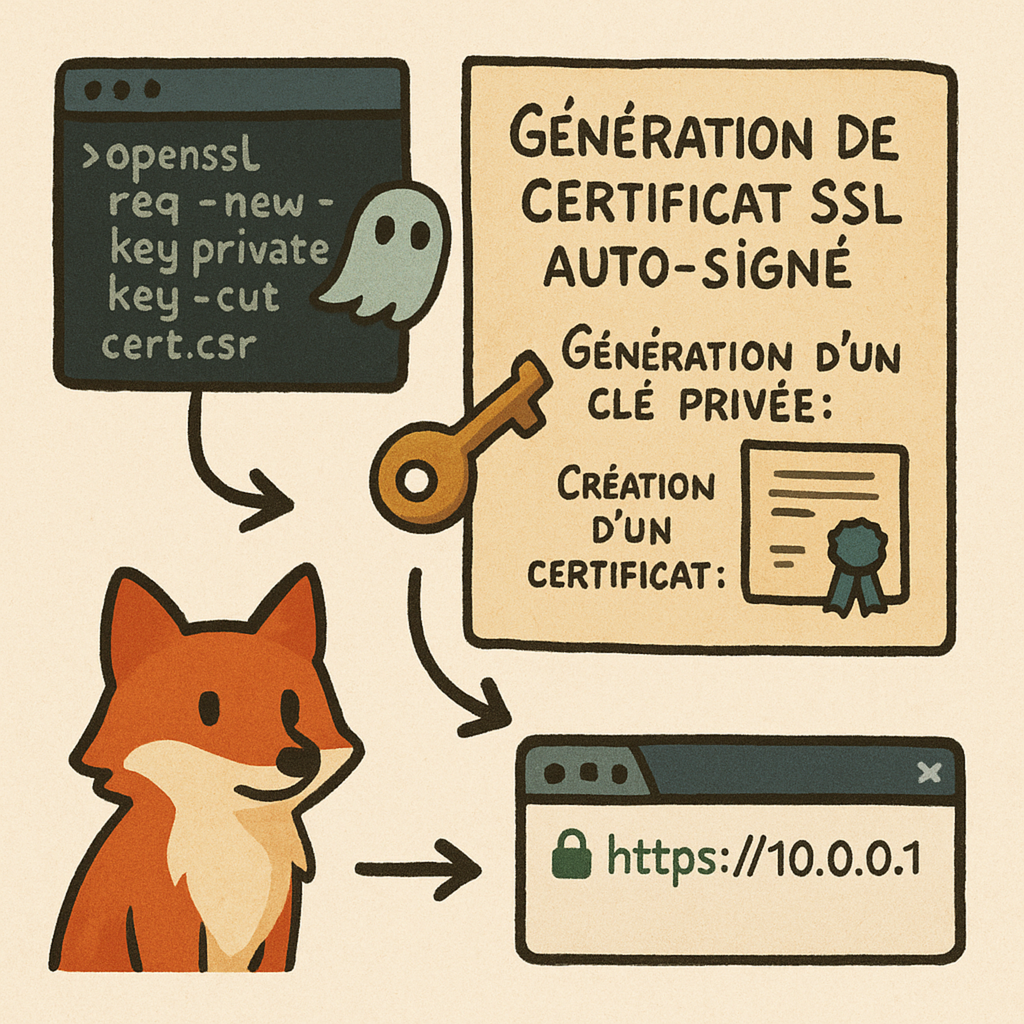 >openssl
req -new -
key private
key -cut
cert.csr
GÉNÉRATION DE
CERTIFICAT SSL
AUTO-SIGNÉ
GÉNÉRATION D'UN
CLÉ PRIVÉE:
CRÉATION
D'UN
CERTIFICAT:
https://10.0.0.1